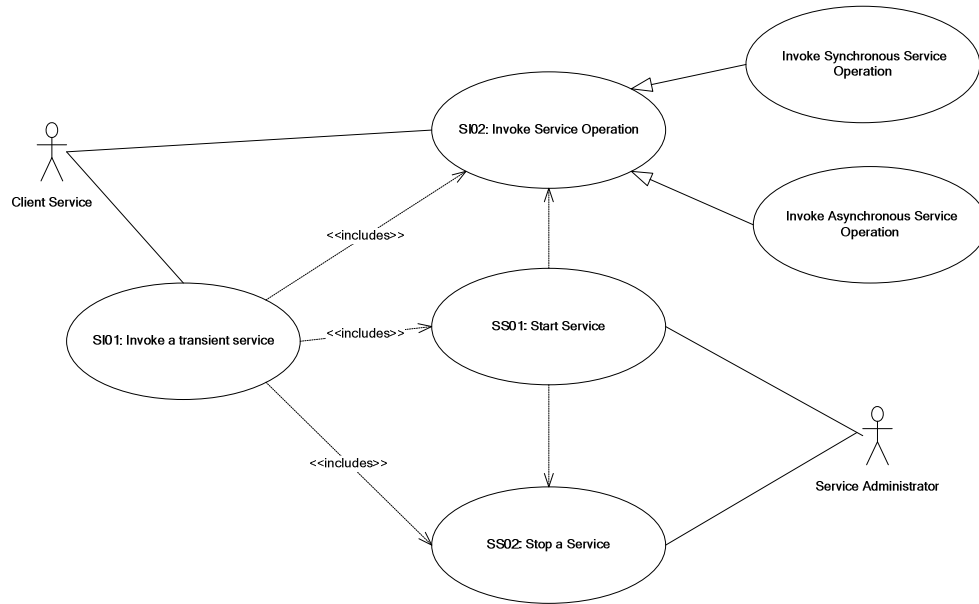 Invoke Synchronous Service
Operation
SI02: Invoke Service Operation
Client Service
Invoke Asynchronous Service
Operation
<<includes>>
SI01: Invoke a transient service
<<includes>>
SS01: Start Service
<<includes>>
Service Administrator
SS02: Stop a Service